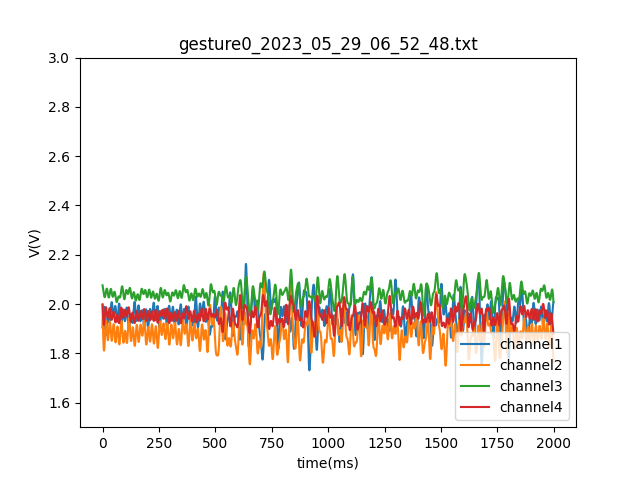 gesture0_2023_05_29_06_52_48.txt
3.0
2.8
2.6
2.4
2.2
2.0
1.8
1.6
V(V)
channel1
channel2
channel3
channel4
0 250 500 750 1000 1250 1500 1750 2000
time(ms)